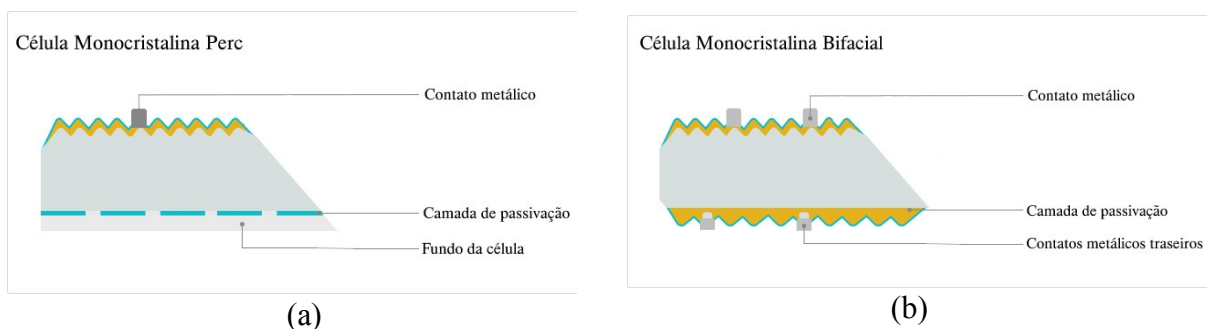 Célula Monocristalina Perc
Contato metálico
Camada de passivação
Fundo da célula
(a)
Célula Monocristalina Bifacial
Contato metálico
Camada de passivação
Contatos metálicos traseiros
(b)